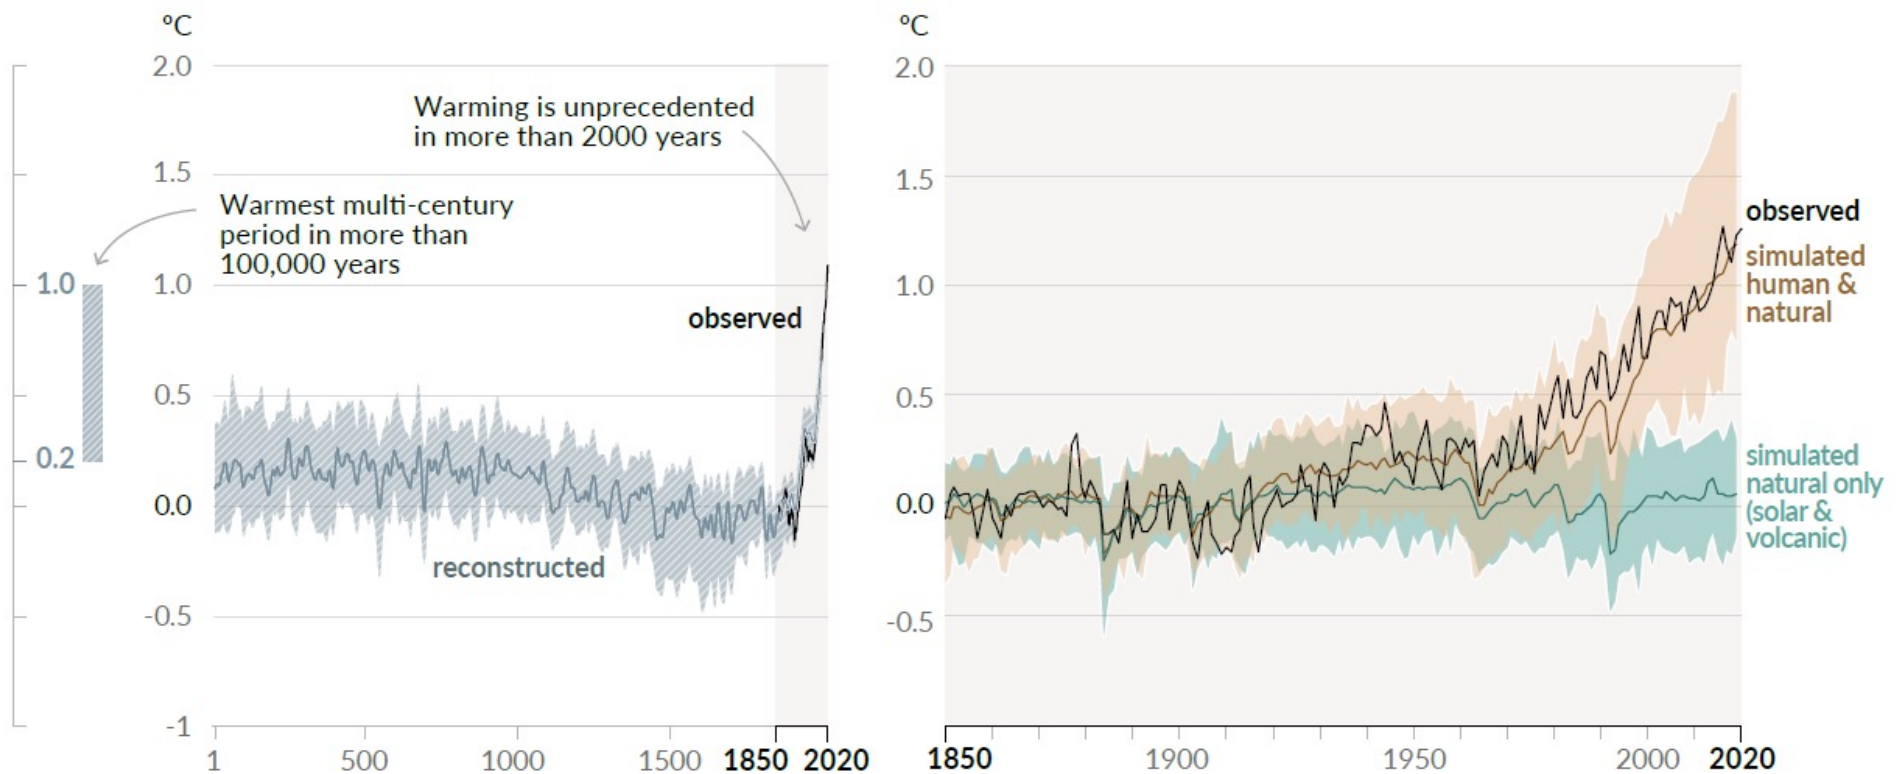 ºC
2.0
1.5
1.0
0.5
0.0
-0.5
-1
1.0
0.2
Warming is unprecedented
in more than 2000 years
Warmest multi-century
period in more than
100,000 years
observed
reconstructed
1
500
1000
1500
1850
2020
ºC
2.0
1.5
1.0
0.5
0.0
-0.5
observed
simulated
human &
natural
simulated
natural only
(solar &
volcanic)
1850
1900
1950
2000
2020